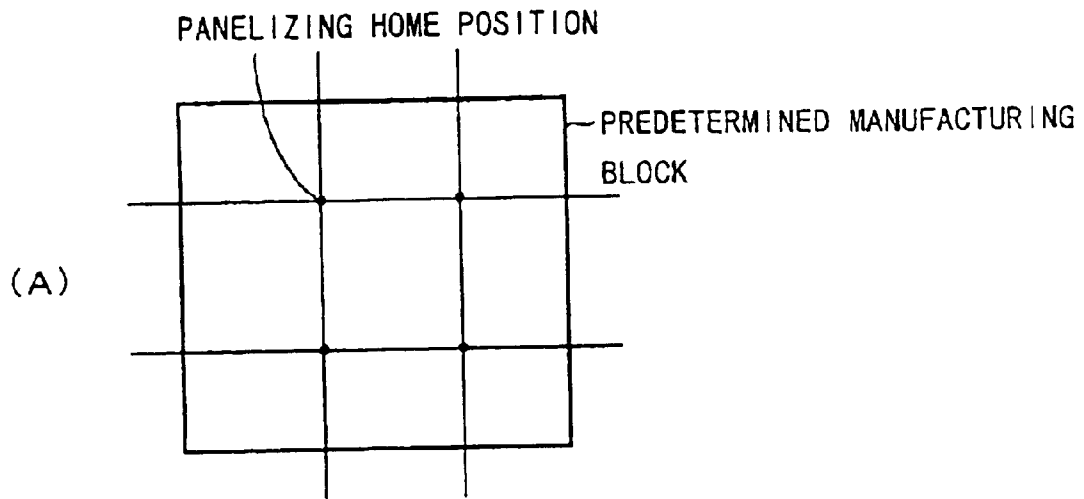 PANELIZING HOME POSITION
PREDETERMINED MANUFACTURING
BLOCK
(A)